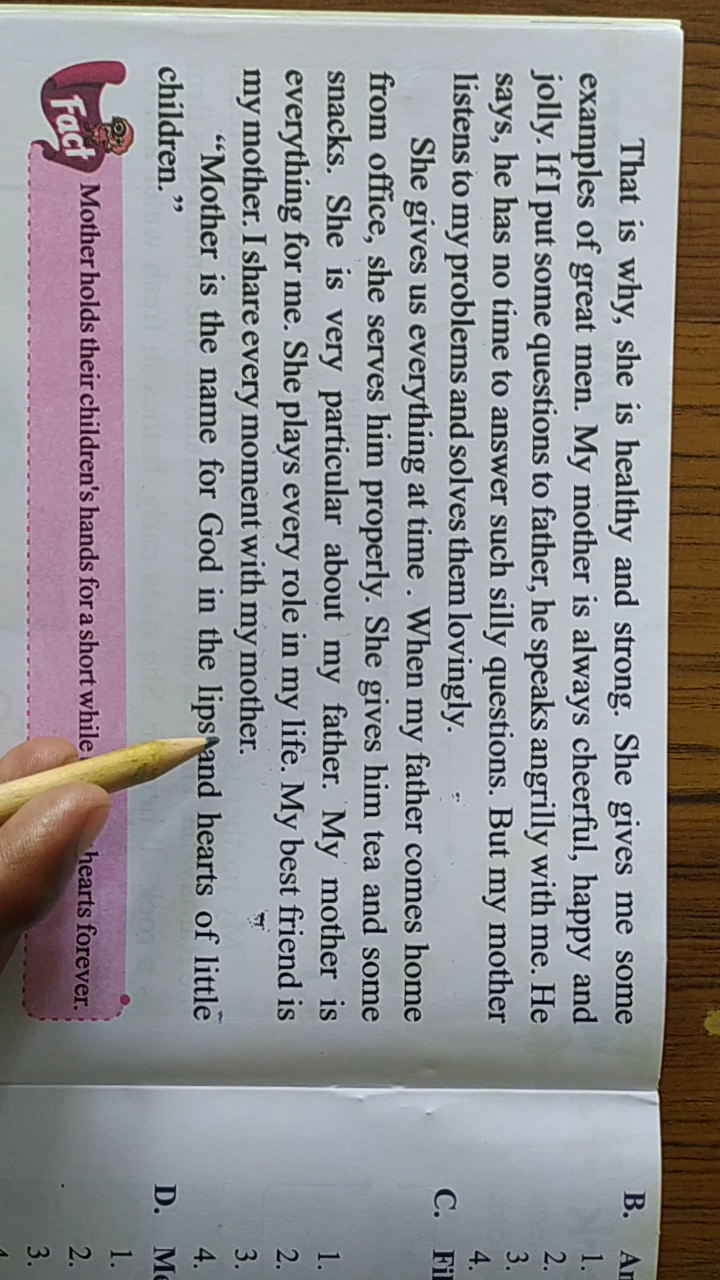 That is why, she is healthy and strong. She gives me some
examples of great men. My mother is always cheerful, happy and
jolly. If I put some questions to father, he speaks angrilly with me. He
says, he has no time to answer such silly questions. But my mother
listens to my problems and solves them lovingly.
She gives us everything at time . When my father comes home
from office, she serves him properly. She gives him tea and some
snacks. She is very particular about my father. My mother is
everything for me. She plays every role in my life. My best friend is
my mother. I share every moment with my mother.
“Mother is the name for God in the lips and hearts of little
children.”
Fact
Mother holds their children's hands for a short while hearts forever.
B.
1.
2.
3.
4.
C.
1.
2.
3.
4.
D.
1.
2.
3.